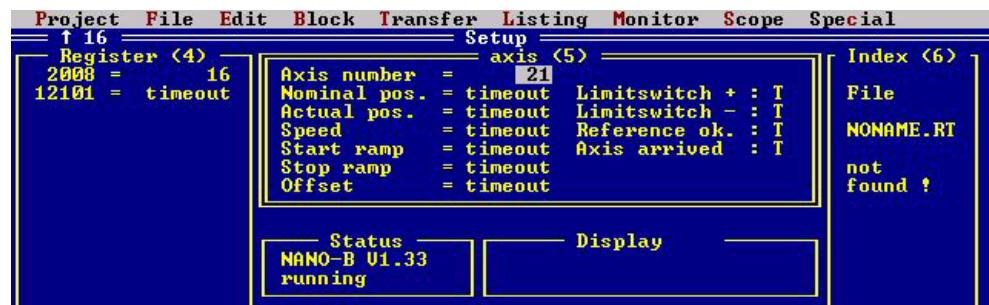 Project File Edit Block Transfer Listing Monitor Scope Special
↑ 16 Setup
Register (4)
2008 = 16
12101 = timeout
axis (5)
Axis number = 21
Nominal pos. = timeout Limitswitch + : T
Actual pos. = timeout Limitswitch - : T
Speed = timeout Reference ok. : T
Start ramp = timeout Axis arrived : T
Stop ramp = timeout
Offset = timeout
Index (6)
File
NONAME.RT
not
found !
Status
NANO-B V1.33
running
Display